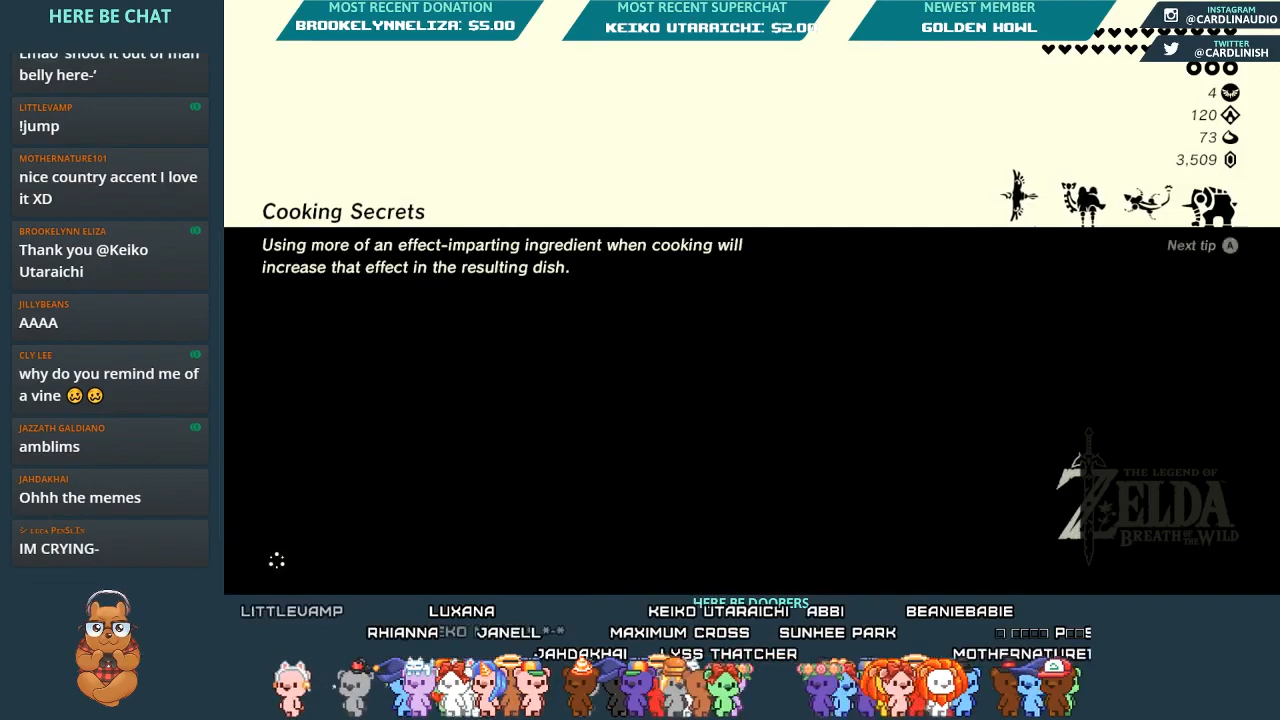 HERE BE CHAT
Lmao 'shoot it out of man
belly here-'
LITTLEVAMP
!jump
MOTHERNATURE101
nice country accent I love
it XD
BROOKELYNN ELIZA
Thank you @Keiko
Utaraichi
JILLYBEANS
AAAA
CLY LEE
why do you remind me of
a vine 🥴 🥴
JAZZATH GALDIANO
amblims
JAHDAKHAI
Ohhh the memes
IM CRYING-
MOST RECENT DONATION
BROOKELYNNELIZA: $5.00
MOST RECENT SUPERCHAT
KEIKO UTARAICHI: $2.00
NEWEST MEMBER
GOLDEN HOWL
INSTAGRAM
@CARDLINAUDIO
TWITTER
@CARDLINISH
4
120
73
3,509
Cooking Secrets
Using more of an effect-imparting ingredient when cooking will
increase that effect in the resulting dish.
Next tip A
THE LEGEND OF
ZELDA
BREATH OF THE WILD
HERE BE DOOBERS
LITTLEVAMP LUXANA KEIKO UTARAICHI ABBI BEANIEBABIE
RHIANNA JANELL MAXIMUM CROSS SUNHEE PARK
JAHDAKHAI LYSS THATCHER MOTHERNATURE1